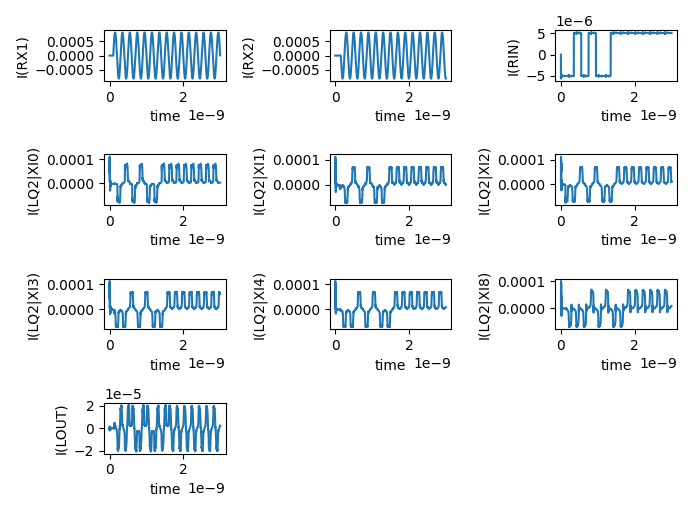 I(RX1)
0.0005
0.0000
−0.0005
0
2
time
1e−9
I(RX2)
0.0005
0.0000
−0.0005
0
2
time
1e−9
1e−6
I(RIN)
5
0
−5
0
2
time
1e−9
I(LQ2|XI0)
0.0001
0.0000
0
2
time
1e−9
I(LQ2|XI1)
0.0001
0.0000
0
2
time
1e−9
I(LQ2|XI2)
0.0001
0.0000
0
2
time
1e−9
I(LQ2|XI3)
0.0001
0.0000
0
2
time
1e−9
I(LQ2|XI4)
0.0001
0.0000
0
2
time
1e−9
I(LQ2|XI8)
0.0001
0.0000
0
2
time
1e−9
1e−5
I(LOUT)
2
0
−2
0
2
time
1e−9